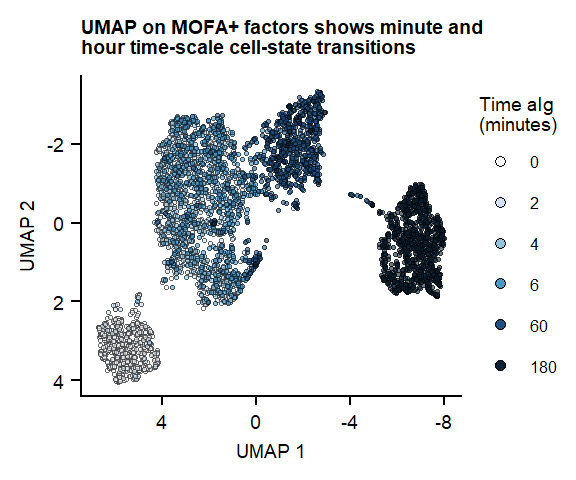 UMAP on MOFA+ factors shows minute and
hour time-scale cell-state transitions
Time aIg
(minutes)
0
2
4
6
60
180
-2
0
2
4
UMAP 2
4
0
-4
-8
UMAP 1